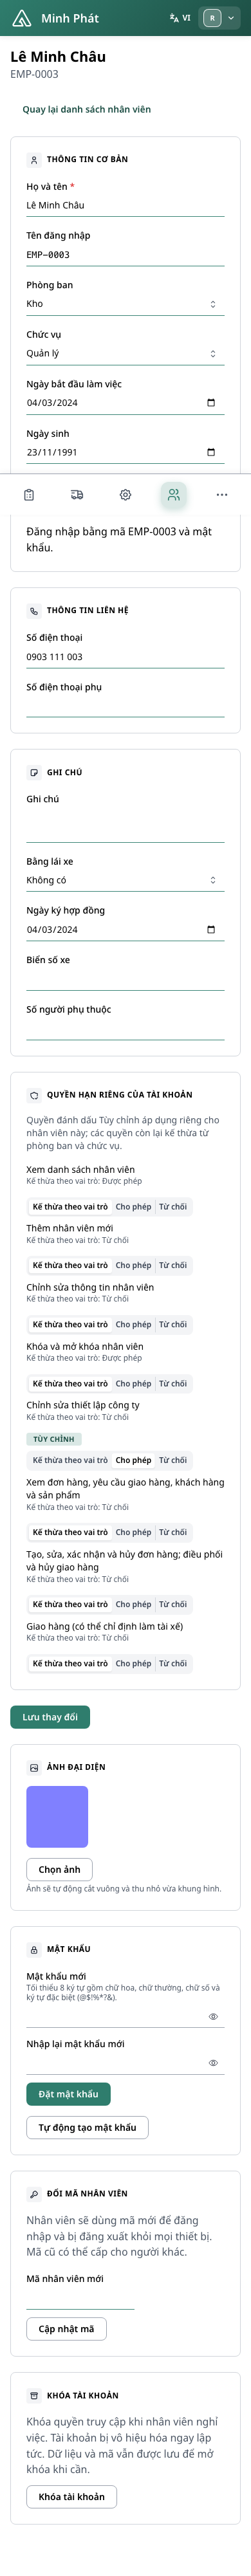 Minh Phát
VI
R
Lê Minh Châu
EMP-0003
Quay lại danh sách nhân viên
THÔNG TIN CƠ BẢN
Họ và tên *
Lê Minh Châu
Tên đăng nhập
EMP-0003
Phòng ban
Kho
Chức vụ
Quản lý
Ngày bắt đầu làm việc
04/03/2024
Ngày sinh
23/11/1991
Đăng nhập bằng mã EMP-0003 và mật
khẩu.
THÔNG TIN LIÊN HỆ
Số điện thoại
0903 111 003
Số điện thoại phụ
GHI CHÚ
Ghi chú
Bằng lái xe
Không có
Ngày ký hợp đồng
04/03/2024
Biển số xe
Số người phụ thuộc
QUYỀN HẠN RIÊNG CỦA TÀI KHOẢN
Quyền đánh dấu Tùy chỉnh áp dụng riêng cho
nhân viên này; các quyền còn lại kế thừa từ
phòng ban và chức vụ.
Xem danh sách nhân viên
Kế thừa theo vai trò: Được phép
Kế thừa theo vai trò Cho phép Từ chối
Thêm nhân viên mới
Kế thừa theo vai trò: Từ chối
Kế thừa theo vai trò Cho phép Từ chối
Chỉnh sửa thông tin nhân viên
Kế thừa theo vai trò: Từ chối
Kế thừa theo vai trò Cho phép Từ chối
Khóa và mở khóa nhân viên
Kế thừa theo vai trò: Được phép
Kế thừa theo vai trò Cho phép Từ chối
Chỉnh sửa thiết lập công ty
Kế thừa theo vai trò: Từ chối
TÙY CHỈNH
Kế thừa theo vai trò Cho phép Từ chối
Xem đơn hàng, yêu cầu giao hàng, khách hàng
và sản phẩm
Kế thừa theo vai trò: Từ chối
Kế thừa theo vai trò Cho phép Từ chối
Tạo, sửa, xác nhận và hủy đơn hàng; điều phối
và hủy giao hàng
Kế thừa theo vai trò: Từ chối
Kế thừa theo vai trò Cho phép Từ chối
Giao hàng (có thể chỉ định làm tài xế)
Kế thừa theo vai trò: Từ chối
Kế thừa theo vai trò Cho phép Từ chối
Lưu thay đổi
ẢNH ĐẠI DIỆN
Chọn ảnh
Ảnh sẽ tự động cắt vuông và thu nhỏ vừa khung hình.
MẬT KHẨU
Mật khẩu mới
Tối thiểu 8 ký tự gồm chữ hoa, chữ thường, chữ số và
ký tự đặc biệt (@$!%*?&).
Nhập lại mật khẩu mới
Đặt mật khẩu
Tự động tạo mật khẩu
ĐỔI MÃ NHÂN VIÊN
Nhân viên sẽ dùng mã mới để đăng
nhập và bị đăng xuất khỏi mọi thiết bị.
Mã cũ có thể cấp cho người khác.
Mã nhân viên mới
Cập nhật mã
KHÓA TÀI KHOẢN
Khóa quyền truy cập khi nhân viên nghỉ
việc. Tài khoản bị vô hiệu hóa ngay lập
tức. Dữ liệu và mã vẫn được lưu để mở
khóa khi cần.
Khóa tài khoản